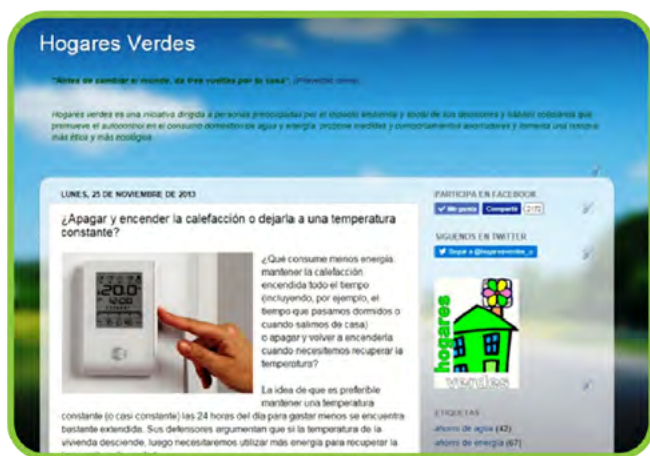 Hogares Verdes
"Antes de cambiar el mundo, da tres vueltas por tu casa". (Proverbio chino)
Hogares verdes es una iniciativa dirigida a personas preocupadas por el impacto ambiental y social de sus decisiones y hábitos cotidianos que
promueve el autocontrol en el consumo doméstico de agua y energía, propone medidas y comportamientos ahorradores y fomenta una compra
más ética y más ecológica.
LUNES, 25 DE NOVIEMBRE DE 2013
¿Apagar y encender la calefacción o dejarla a una temperatura
constante?
20.0
¿Qué consume menos energía:
mantener la calefacción
encendida todo el tiempo
(incluyendo, por ejemplo, el
tiempo que pasamos dormidos o
cuando salimos de casa)
o apagar y volver a encenderla
cuando necesitemos recuperar la
temperatura?
La idea de que es preferible
mantener una temperatura
constante (o casi constante) las 24 horas del día para gastar menos se encuentra
bastante extendida. Sus defensores argumentan que si la temperatura de la
vivienda desciende, luego necesitaremos utilizar más energía para recuperar la
PARTICIPA EN FACEBOOK
Me gusta Compartir
SÍGUENOS EN TWITTER
Seguir a @hogaresverdes_
hogares
verdes
ETIQUETAS
ahorro de agua (42)
ahorro de energía (67)